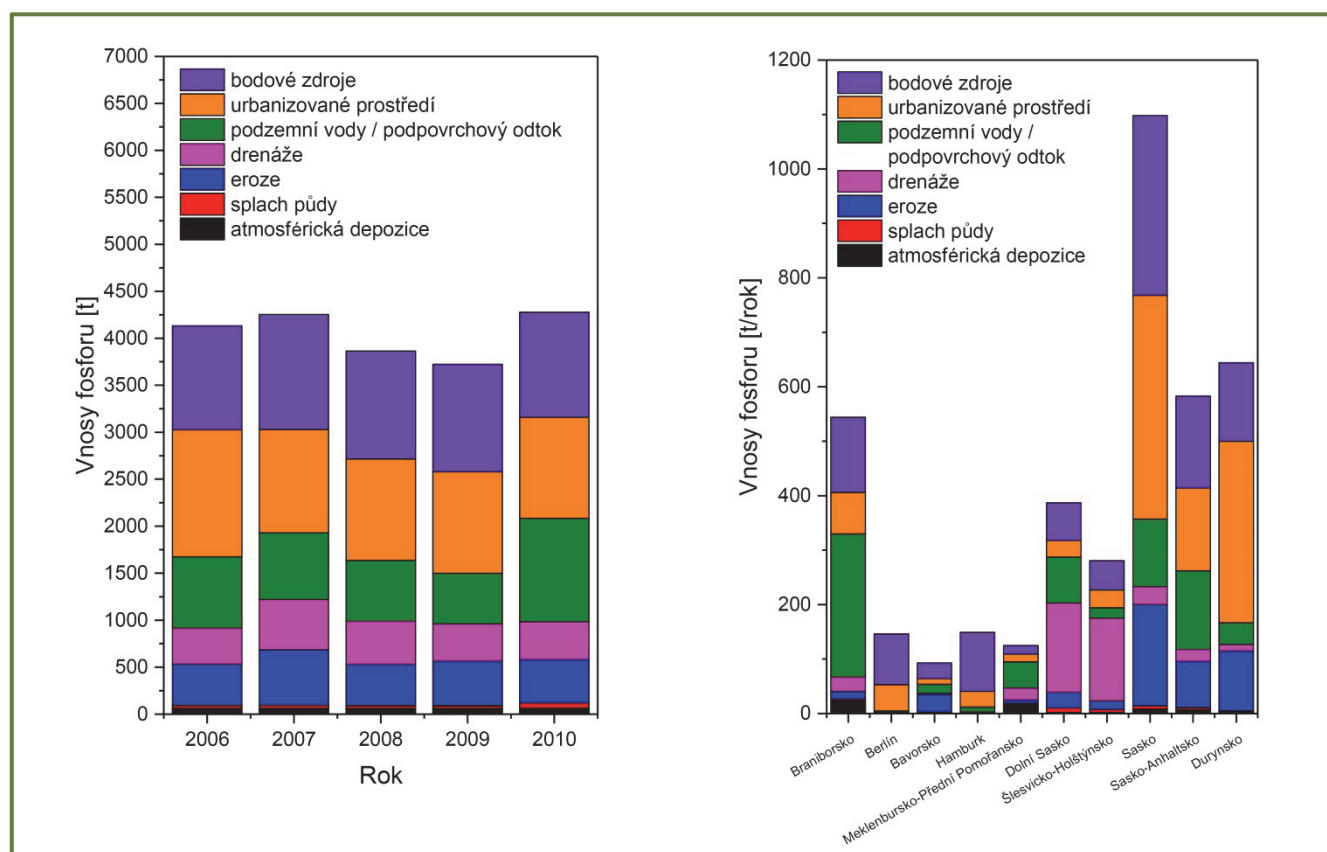 7000
6500
6000
5500
5000
4500
4000
3500
3000
2500
2000
1500
1000
500
0
Vnosy fosforu [t]
bodové zdroje
urbanizované prostředí
podzemní vody / podpovrchový odtok
drenáže
eroze
splach půdy
atmosférická depozice
2006 2007 2008 2009 2010
Rok
1200
1000
800
600
400
200
0
Vnosy fosforu [t/rok]
bodové zdroje
urbanizované prostředí
podzemní vody /
podpovrchový odtok
drenáže
eroze
splach půdy
atmosférická depozice
Braniborsko
Berlín
Bavorsko
Hamburk
Meklenbursko-Přední Pomořansko
Dolní Sasko
Šlesvicko-Holštýnsko
Sasko
Sasko-Anhaltsko
Durynsko